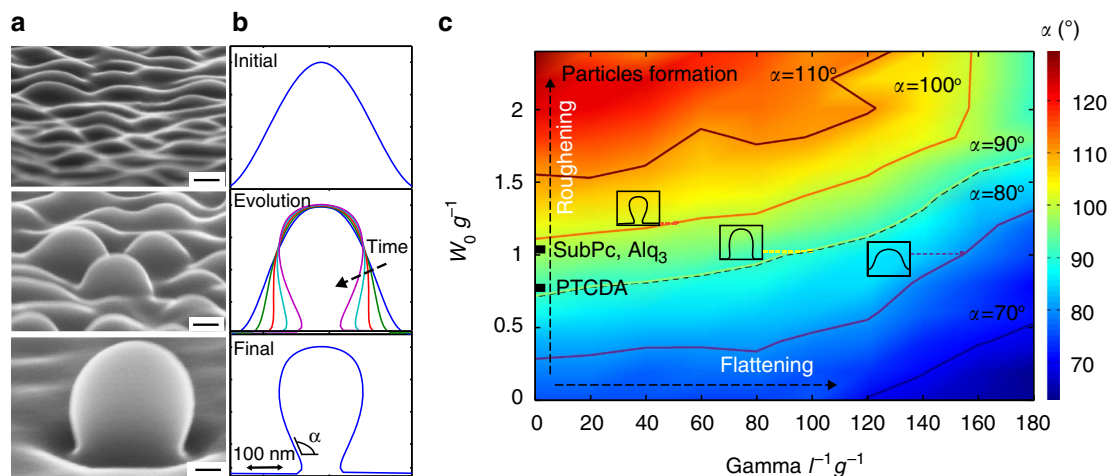 a
b
Initial
Evolution
Time
Final
α
100 nm
c
α (°)
Particles formation
Roughening
Flattening
α=110°
α=100°
α=90°
α=80°
α=70°
SubPc, Alq₃
PTCDA
W₀ g⁻¹
2
1.5
1
0.5
0
0 20 40 60 80 100 120 140 160 180
Gamma l⁻¹g⁻¹
120
110
100
90
80
70